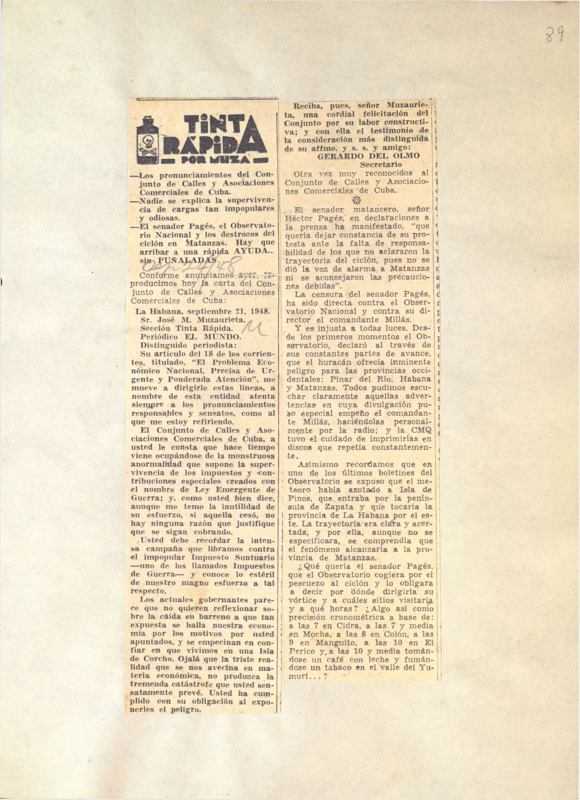 89
TINTA
RÁPIDA
POR MUZA
—Los pronunciamientos del Con-
junto de Calles y Asociaciones
Comerciales de Cuba.
—Nadie se explica la superviven-
cia de cargas tan impopulares
y odiosas.
—El senador Pagés, el Observato-
rio Nacional y los destrozos del
ciclón en Matanzas. Hay que
arribar a una rápida AYUDA..
sin PUÑALADAS.
Sep 24/48
Conforme anunciamos ayer, re-
producimos hoy la carta del Con-
junto de Calles y Asociaciones
Comerciales de Cuba:
La Habana, septiembre 21, 1948.
Sr. José M. Muzaurieta.
Sección Tinta Rápida.
Periódico EL MUNDO.
Distinguido periodista:
Su artículo del 18 de los corrien-
tes, titulado, "El Problema Eco-
nómico Nacional, Precisa de Ur-
gente y Ponderada Atención", me
mueve a dirigirle estas líneas, a
nombre de esta entidad atenta
siempre a los pronunciamientos
responsables y sensatos, como al
que me estoy refiriendo.
El Conjunto de Calles y Aso-
ciaciones Comerciales de Cuba, a
usted le consta que hace tiempo
viene ocupándose de la monstruosa
anormalidad que supone la super-
vivencia de los impuestos y con-
tribuciones especiales creados con
el nombre de Ley Emergente de
Guerra; y, como usted bien dice,
aunque me temo la inutilidad de
su esfuerzo, si aquella cesó, no
hay ninguna razón que justifique
que se sigan cobrando.
Usted debe recordar la inten-
sa campaña que libramos contra
el impopular Impuesto Suntuario
—uno de los llamados Impuestos
de Guerra— y conoce lo estéril
de nuestro magno esfuerzo a tal
respecto.
Los actuales gobernantes pare-
ce que no quieren reflexionar so-
bre la caída en barreno a que tan
expuesta se halla nuestra econo-
mía por los motivos por usted
apuntados, y se empecinan en con-
fiar en que vivimos en una Isla
de Corcho. Ojalá que la triste reali-
dad que se nos avecina en ma-
teria económica, no produzca la
tremenda catástrofe que usted sen-
satamente prevé. Usted ha cum-
plido con su obligación al expo-
nerles el peligro.
Reciba, pues, señor Muzaurie-
ta, una cordial felicitación del
Conjunto por su labor constructi-
va; y con ella el testimonio de
la consideración más distinguida
de su affmo. y s. s. y amigo:
GERARDO DEL OLMO
Secretario
Otra vez muy reconocidos al
Conjunto de Calles y Asociacio-
nes Comerciales de Cuba.
El senador matancero, señor
Héctor Pagés, en declaraciones a
la prensa ha manifestado, "que
quería dejar constancia de su pro-
testa ante la falta de responsa-
bilidad de los que no aclararon la
trayectoria del ciclón, pues no se
dió la voz de alarma a Matanzas
ni se aconsejaron las precaucio-
nes debidas".
La censura del senador Pagés,
ha sido directa contra el Obser-
vatorio Nacional y contra su di-
rector el comandante Millás.
Y es injusta a todas luces. Des-
de los primeros momentos el Ob-
servatorio, declaró al través de
sus constantes partes de avance,
que el huracán ofrecía inminente
peligro para las provincias occi-
dentales: Pinar del Río, Habana
y Matanzas. Todos pudimos escu-
char claramente aquellas adver-
tencias en cuya divulgación pu-
so especial empeño el comandan-
te Millás, haciéndolas personal-
mente por la radio; y la CMQ
tuvo el cuidado de imprimirlas en
discos que repetía constantemen-
te.
Asimismo recordamos que en
uno de los últimos boletines del
Observatorio se expuso que el me-
teoro había azotado a Isla de
Pinos, que entraba por la penín-
sula de Zapata y que tocaría la
provincia de La Habana por el es-
te. La trayectoria era clara y acer-
tada, y por ella, aunque no se
especificara, se comprendía que
el fenómeno alcanzaría a la pro-
vincia de Matanzas.
¿Qué quería el senador Pagés,
que el Observatorio cogiera por el
pescuezo al ciclón y lo obligara
a decir por dónde dirigiría su
vórtice y a cuáles sitios visitaría
y a qué horas? ¿Algo así como
precisión cronométrica a base de:
a las 7 en Cidra, a las 7 y media
en Mocha, a las 8 en Colón, a las
9 en Manguito, a las 10 en El
Perico y a las 10 y media tomán-
dose un café con leche y fumán-
dose un tabaco en el Valle del Yu-
murí...?